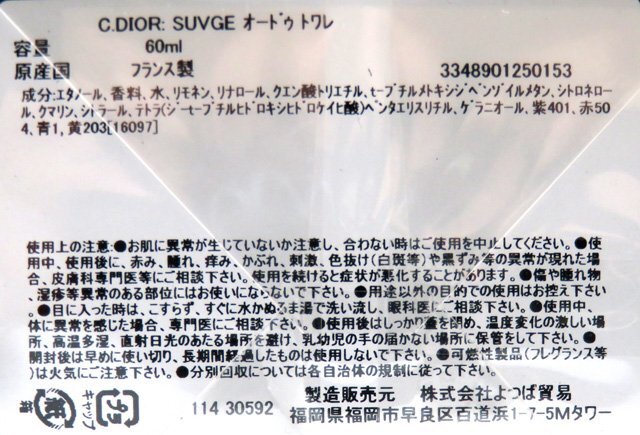 C.DIOR: SUVGE オードゥ トワレ
容量 60ml
原産国 フランス製 3348901250153
成分:エタノール、香料、水、リモネン、リナロール、クエン酸トリエチル、t-ブチルメトキシジベンゾイルメタン、シトロネロ
ール、クマリン、シトラール、テトラ(ジ-t-ブチルヒドロキシヒドロケイヒ酸)ペンタエリスリチル、ゲラニオール、紫401、赤50
4、青1、黄203[16097]
使用上の注意:●お肌に異常が生じていないか注意し、合わない時はご使用を中止してください。●使
用中、使用後に、赤み、腫れ、痒み、かぶれ、刺激、色抜け(白斑等)や黒ずみ等の異常が現れた場
合、皮膚科専門医等にご相談下さい。使用を続けると症状が悪化することがあります。●傷や腫れ物
、湿疹等異常のある部位にはお使いにならないで下さい。●用途以外の目的での使用はお控え下さい
。●目に入った時は、こすらず、すぐに水かぬるま湯で洗い流し、眼科医にご相談下さい。●使用中、
体に異常を感じた場合、専門医にご相談下さい。●使用後はしっかり蓋を閉め、温度変化の激しい場
所、高温多湿、直射日光のあたる場所を避け、乳幼児の手の届かない場所に保管をして下さい。●
開封後は早めに使い切り、長期間経過したものは使用しないで下さい。●可燃性製品(フレグランス等
)は火気にご注意下さい。●分別回収については各自治体の規制に従って下さい。
紙 箱 プラ キャップ 114 30592 製造販売元 株式会社よつば貿易
福岡県福岡市早良区百道浜1-7-5Mタワー